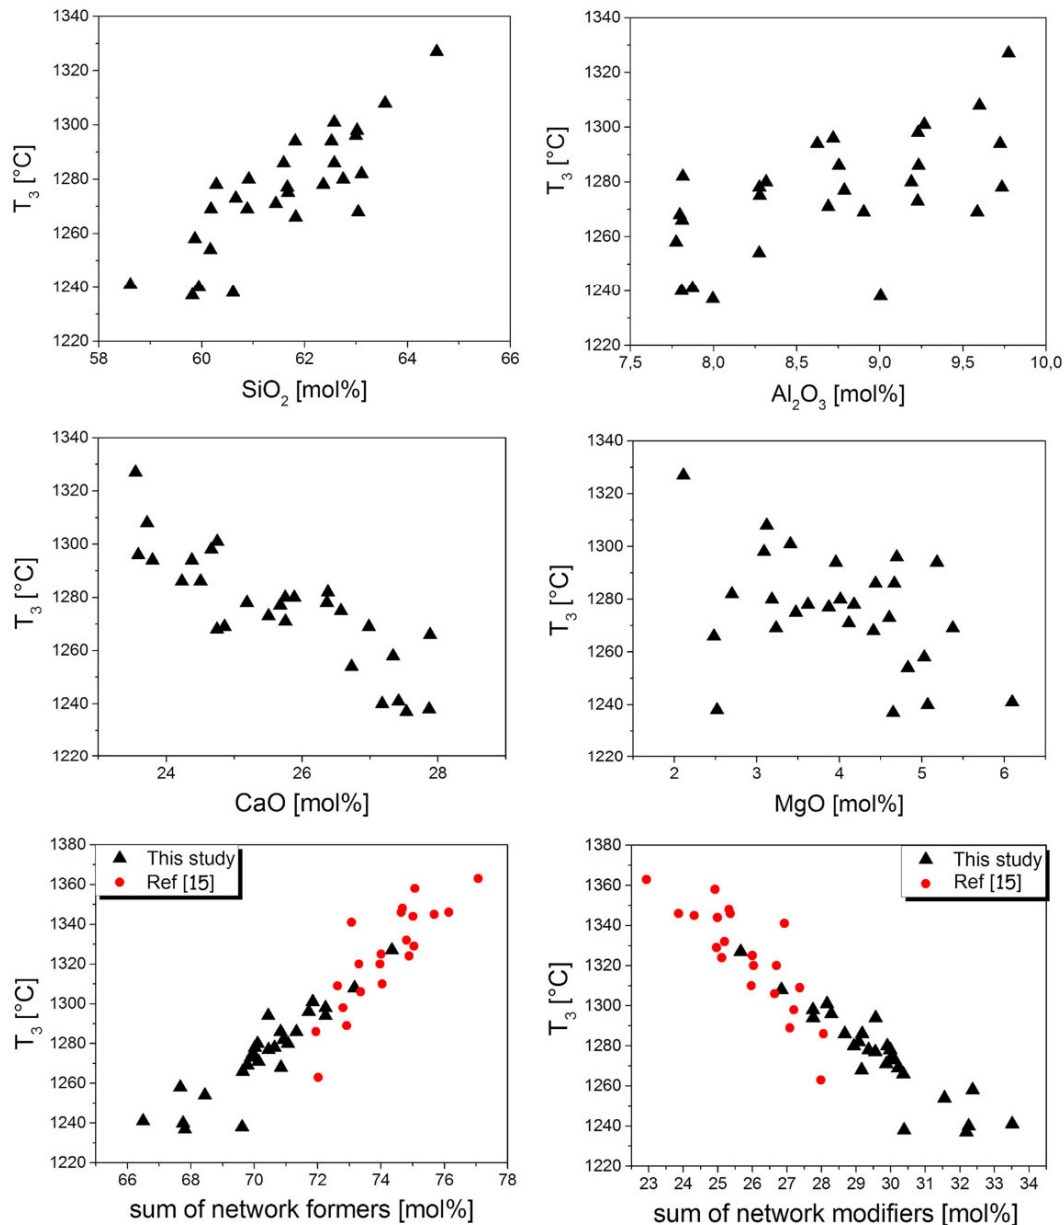 1340
1320
1300
1280
1260
1240
1220
T3 [°C]
58 60 62 64 66
SiO2 [mol%]
1340
1320
1300
1280
1260
1240
1220
T3 [°C]
7,5 8,0 8,5 9,0 9,5 10,0
Al2O3 [mol%]
1340
1320
1300
1280
1260
1240
1220
T3 [°C]
24 26 28
CaO [mol%]
1340
1320
1300
1280
1260
1240
1220
T3 [°C]
2 3 4 5 6
MgO [mol%]
1380
1360
1340
1320
1300
1280
1260
1240
1220
T3 [°C]
This study
Ref [15]
66 68 70 72 74 76 78
sum of network formers [mol%]
1380
1360
1340
1320
1300
1280
1260
1240
1220
T3 [°C]
This study
Ref [15]
23 24 25 26 27 28 29 30 31 32 33 34
sum of network modifiers [mol%]